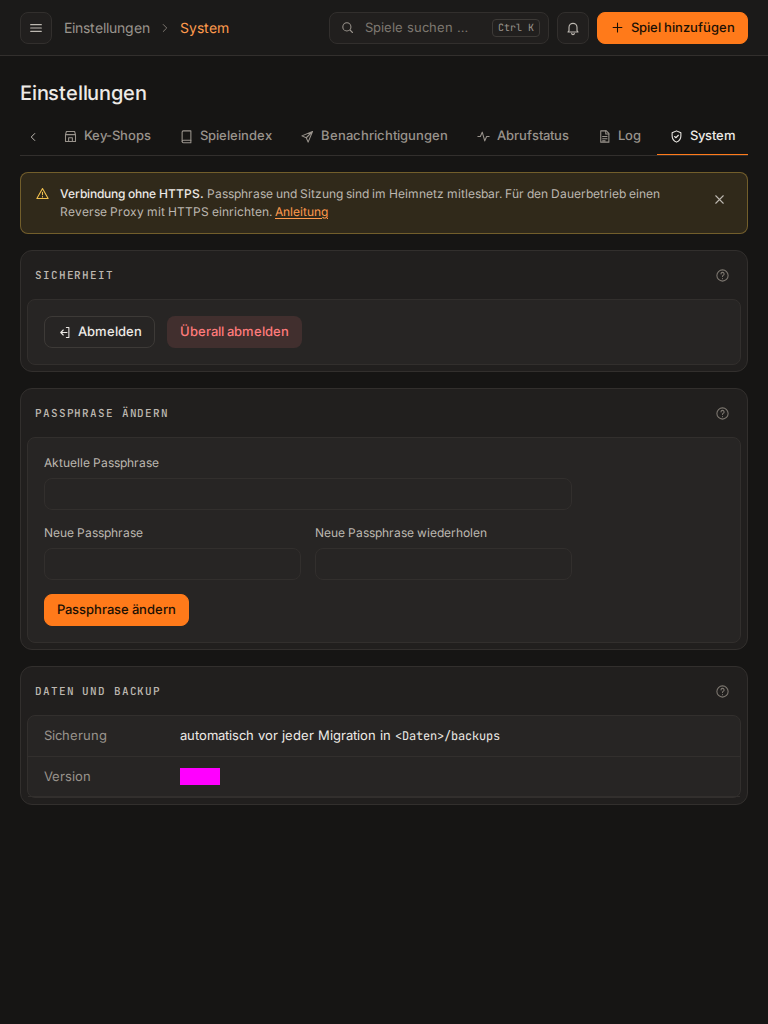 Einstellungen > System
Spiele suchen ...
Ctrl K
Spiel hinzufügen
Einstellungen
Key-Shops
Spieleindex
Benachrichtigungen
Abrufstatus
Log
System
Verbindung ohne HTTPS. Passphrase und Sitzung sind im Heimnetz mitlesbar. Für den Dauerbetrieb einen
Reverse Proxy mit HTTPS einrichten. Anleitung
SICHERHEIT
Abmelden
Überall abmelden
PASSPHRASE ÄNDERN
Aktuelle Passphrase
Neue Passphrase
Neue Passphrase wiederholen
Passphrase ändern
DATEN UND BACKUP
Sicherung
automatisch vor jeder Migration in <Daten>/backups
Version